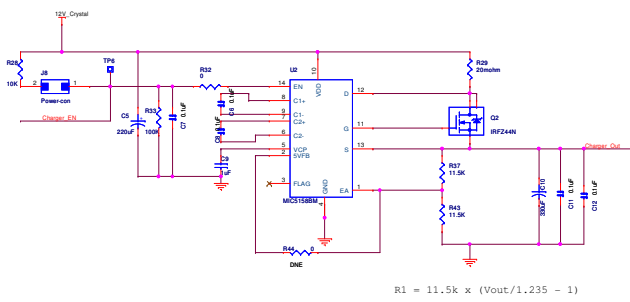 12V_Crystal
R28
10K
J8
2
1
Power-con
TP6
Charger_EN
C5
220uF
R33
100K
C7
0.1uF
R32
0
C6
0.1uF
C8
0.1uF
C9
1uF
U2
14
EN
8
C1+
9
C1-
11
C2+
6
C2-
5
VCP
2
5VFB
3
FLAG
10
VDD
GND
4
D
12
G
7
S
13
EA
1
MIC5158BM
R44
0
DNE
R29
20mohm
Q2
IRFZ44N
Charger_Out
R37
11.5K
R43
11.5K
C10
330uF
C11
0.1uF
C12
0.1uF
R1 = 11.5k x (Vout/1.235 - 1)